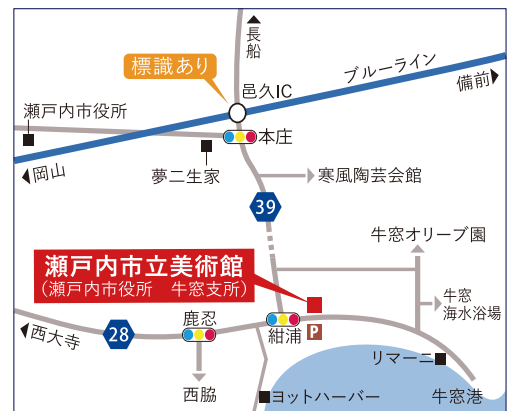 長船
標識あり
ブルーライン
備前
邑久IC
瀬戸内市役所
本庄
岡山
夢二生家
寒風陶芸会館
39
牛窓オリーブ園
瀬戸内市立美術館
(瀬戸内市役所 牛窓支所)
牛窓
海水浴場
鹿忍
西大寺
28
紺浦
P
リマーニ
西脇
ヨットハーバー
牛窓港